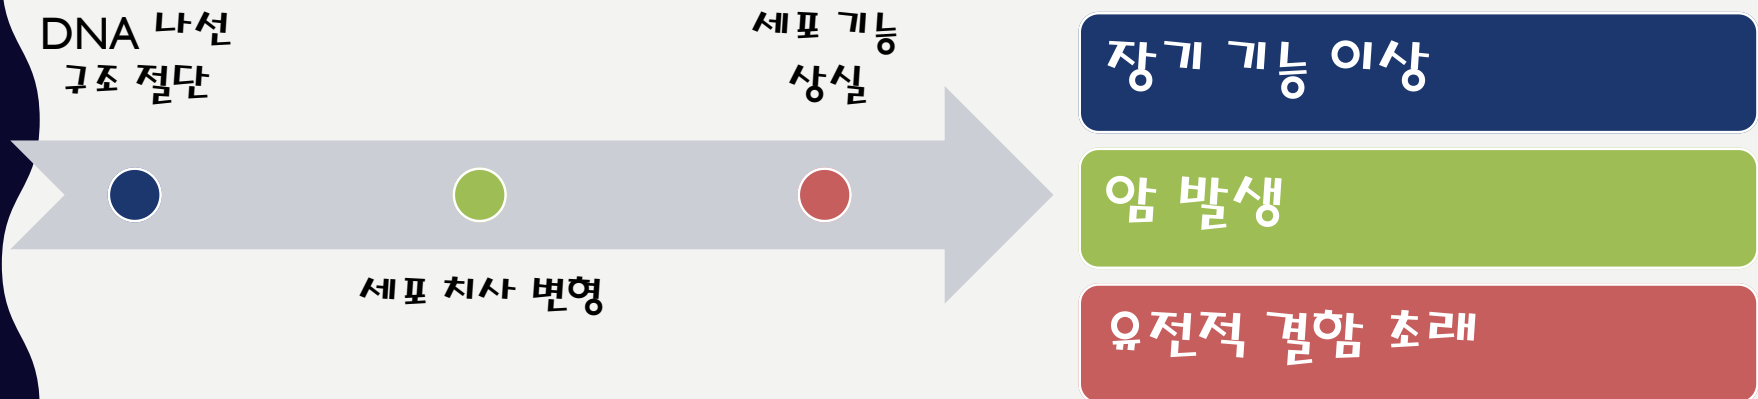 DNA 나선
구조 절단
세포 치사 변형
세포 기능
상실
장기 기능 이상
암 발생
유전적 결함 초래